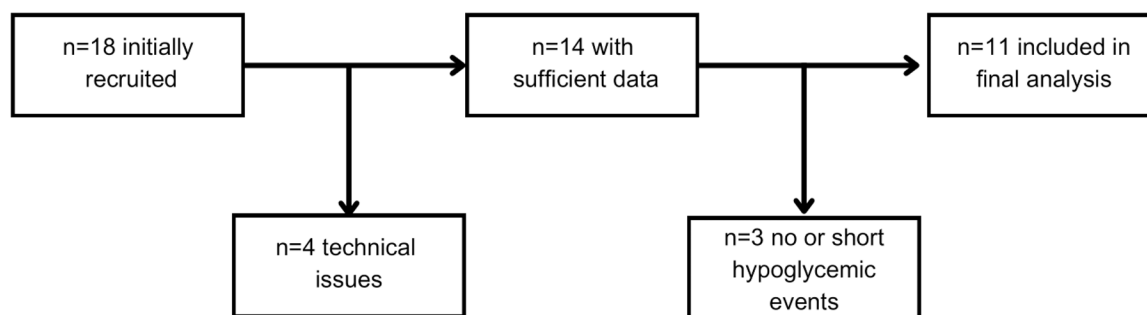 n=18 initially
recruited
n=14 with
sufficient data
n=11 included in
final analysis
n=4 technical
issues
n=3 no or short
hypoglycemic
events